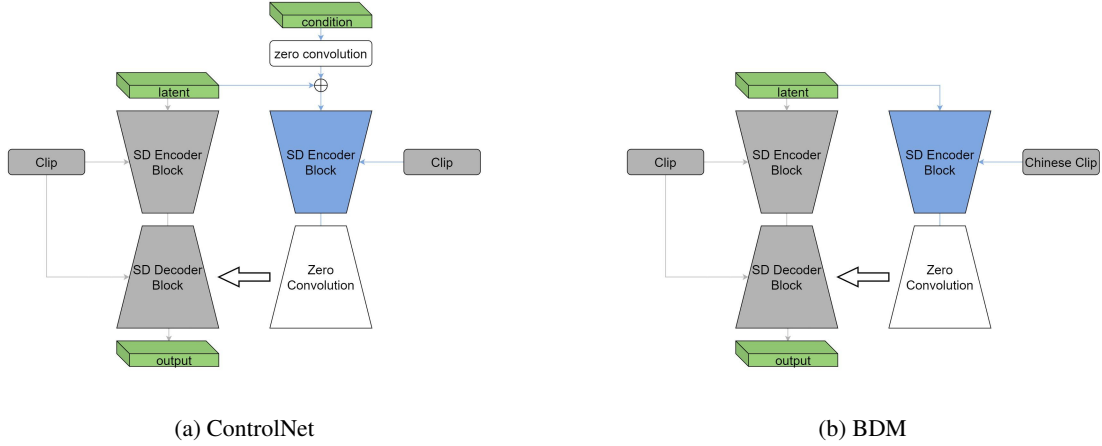 condition
zero convolution
latent
SD Encoder
Block
SD Encoder
Block
Clip
Clip
SD Decoder
Block
Zero
Convolution
output
(a) ControlNet
latent
SD Encoder
Block
SD Encoder
Block
Clip
Chinese Clip
SD Decoder
Block
Zero
Convolution
output
(b) BDM